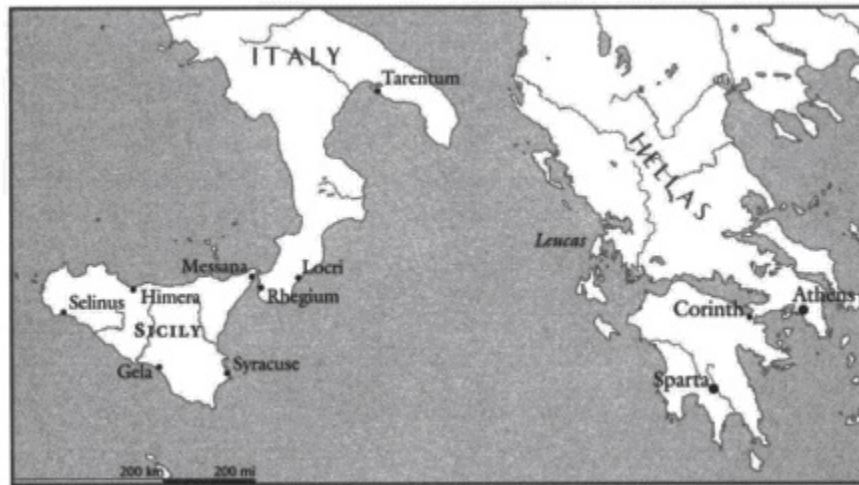 ITALY
Tarentum
HELLAS
Leucas
Messana
Locri
Rhegium
Himera
Selinus
SICILY
Gela
Syracuse
Corinth
Athens
Sparta
200 km 200 mi